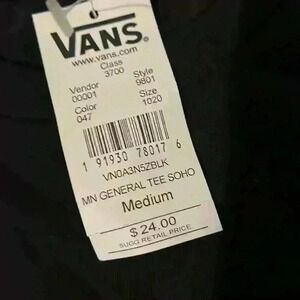 VANS®
www.vans.com
Class
3700
Vendor Style
00001 9801
Color Size
047 1020
1 91930 78017 6
VN0A3N5ZBLK
MN GENERAL TEE SOHO
Medium
$24.00
SUGG RETAIL PRICE